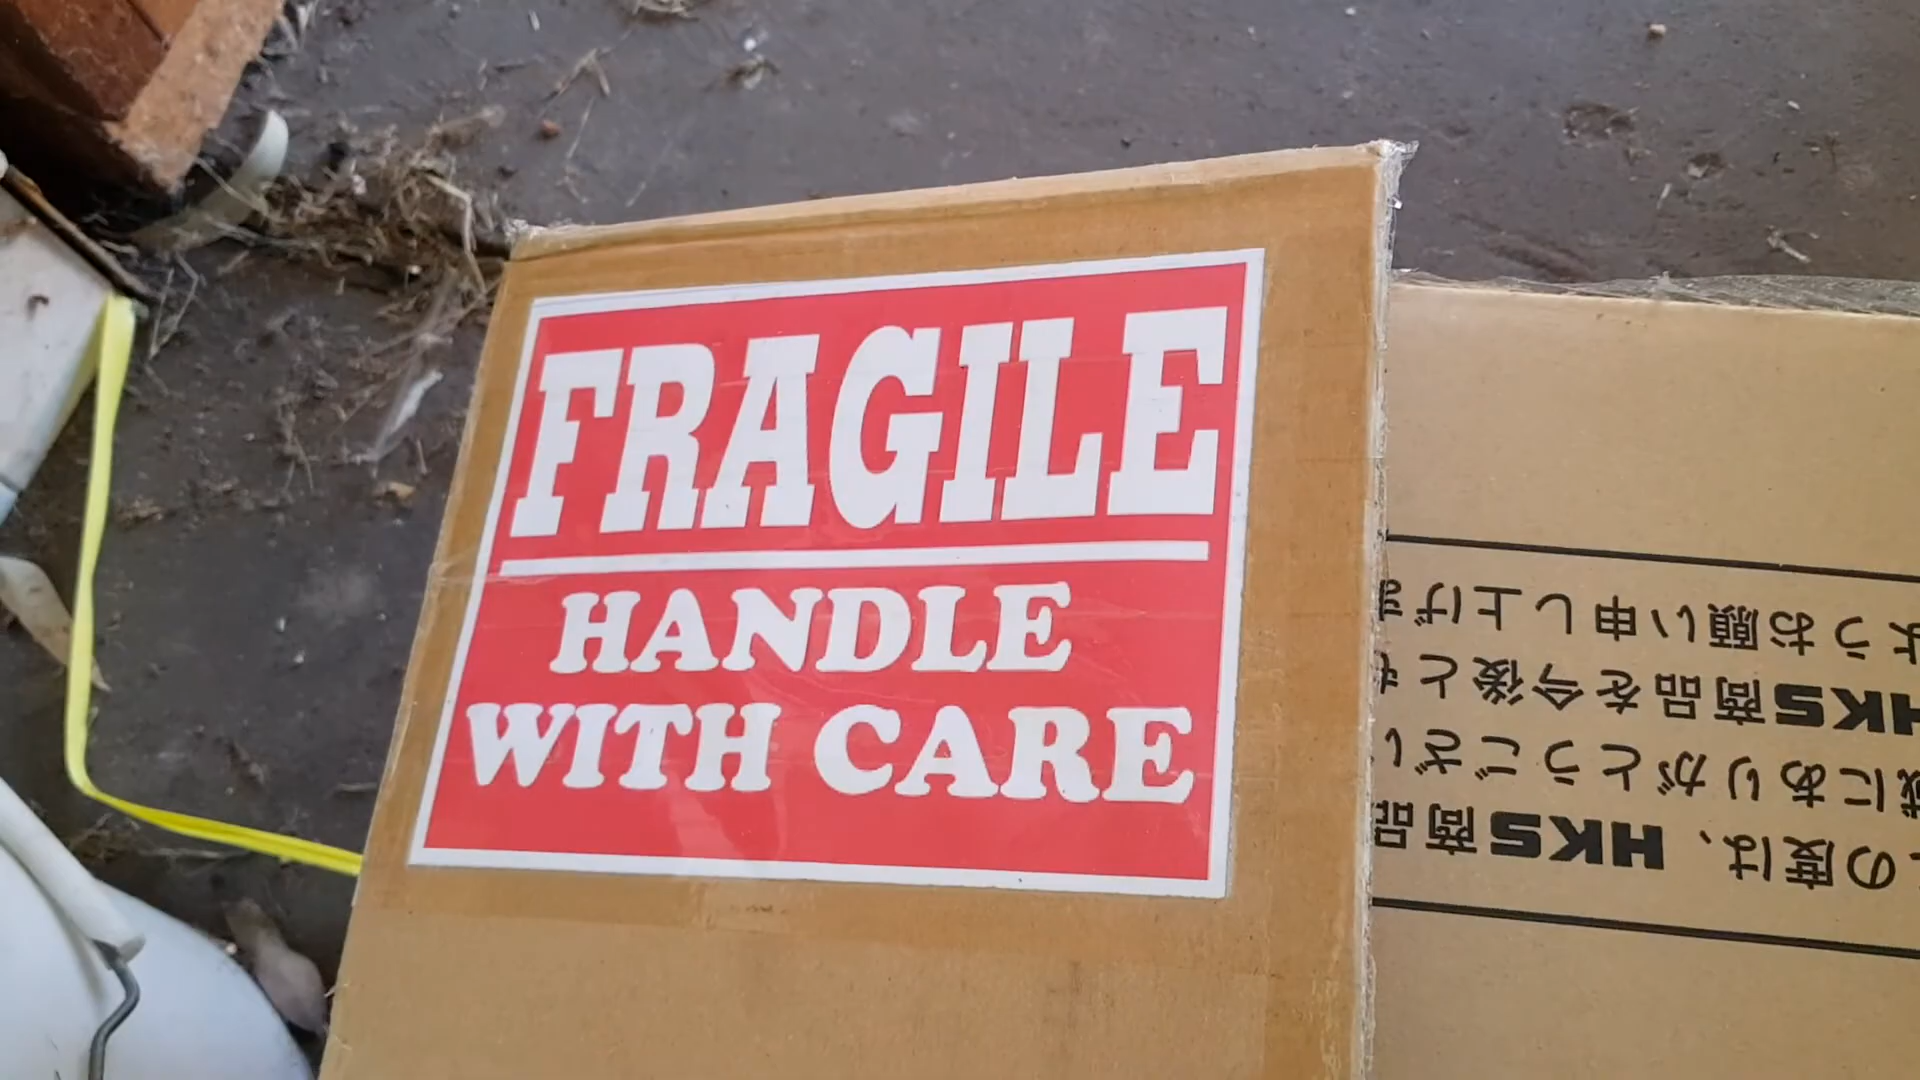 FRAGILE
HANDLE
WITH CARE
の度は、HKS商品
にありがとうござい
HKS商品を今後とも
ようお願い申し上げま